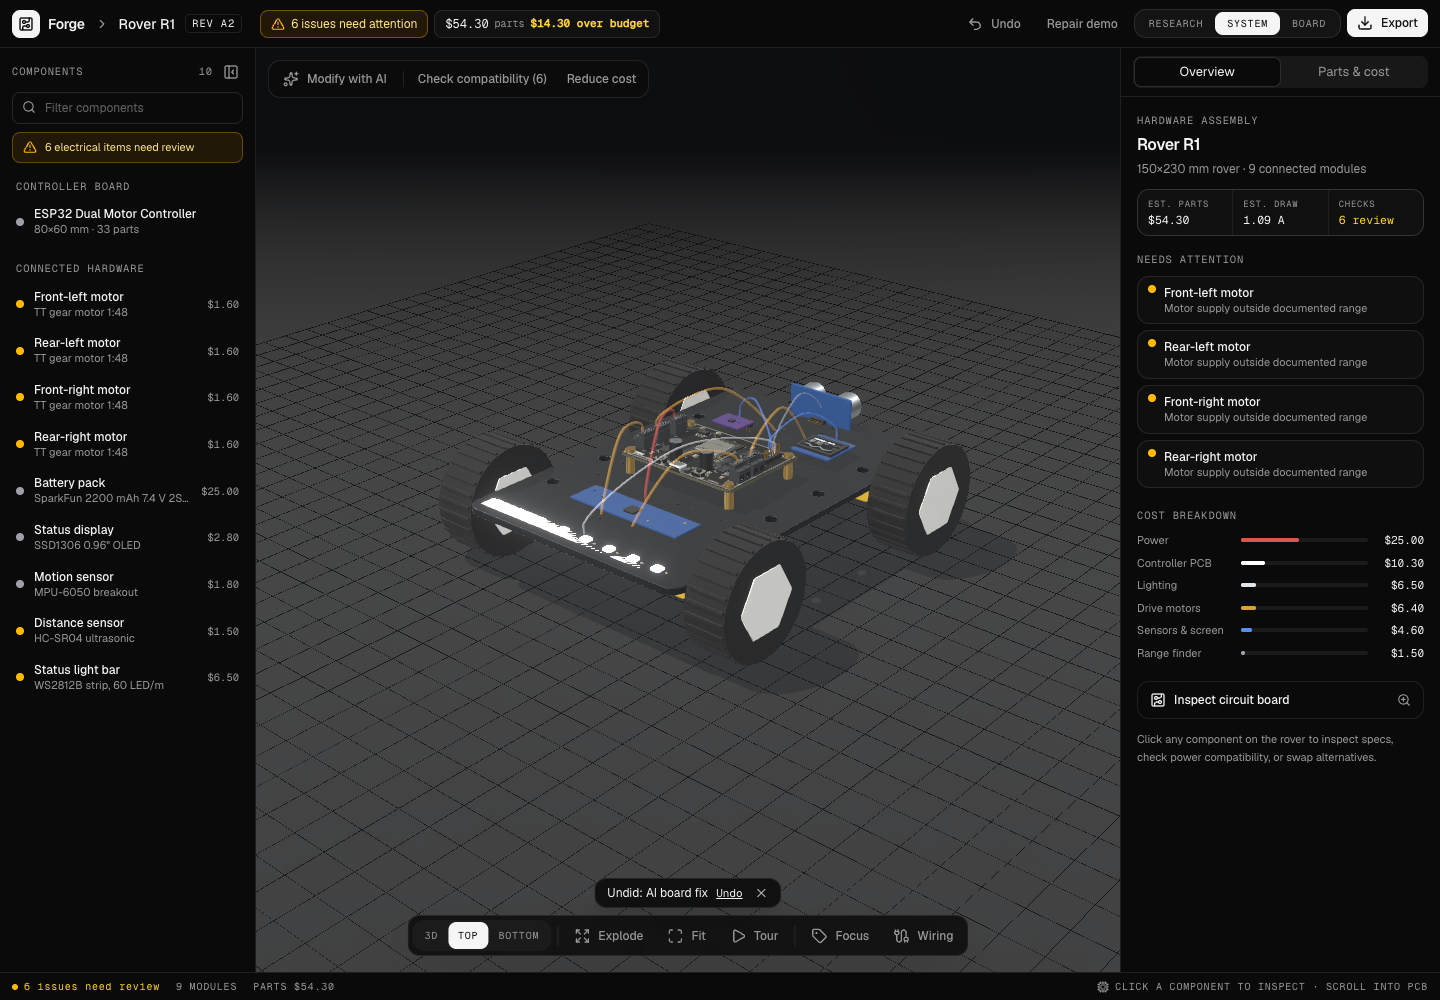 Forge
Rover R1
REV A2
6 issues need attention
$54.30 parts $14.30 over budget
Undo
Repair demo
RESEARCH
SYSTEM
BOARD
Export
COMPONENTS
10
Filter components
6 electrical items need review
CONTROLLER BOARD
ESP32 Dual Motor Controller
80×60 mm · 33 parts
CONNECTED HARDWARE
Front-left motor
TT gear motor 1:48
$1.60
Rear-left motor
TT gear motor 1:48
$1.60
Front-right motor
TT gear motor 1:48
$1.60
Rear-right motor
TT gear motor 1:48
$1.60
Battery pack
SparkFun 2200 mAh 7.4 V 2S...
$25.00
Status display
SSD1306 0.96" OLED
$2.80
Motion sensor
MPU-6050 breakout
$1.80
Distance sensor
HC-SR04 ultrasonic
$1.50
Status light bar
WS2812B strip, 60 LED/m
$6.50
Modify with AI
Check compatibility (6)
Reduce cost
Undid: AI board fix Undo
3D
TOP
BOTTOM
Explode
Fit
Tour
Focus
Wiring
Overview
Parts & cost
HARDWARE ASSEMBLY
Rover R1
150×230 mm rover · 9 connected modules
EST. PARTS
$54.30
EST. DRAW
1.09 A
CHECKS
6 review
NEEDS ATTENTION
Front-left motor
Motor supply outside documented range
Rear-left motor
Motor supply outside documented range
Front-right motor
Motor supply outside documented range
Rear-right motor
Motor supply outside documented range
COST BREAKDOWN
Power $25.00
Controller PCB $10.30
Lighting $6.50
Drive motors $6.40
Sensors & screen $4.60
Range finder $1.50
Inspect circuit board
Click any component on the rover to inspect specs,
check power compatibility, or swap alternatives.
6 issues need review
9 MODULES
PARTS $54.30
CLICK A COMPONENT TO INSPECT · SCROLL INTO PCB